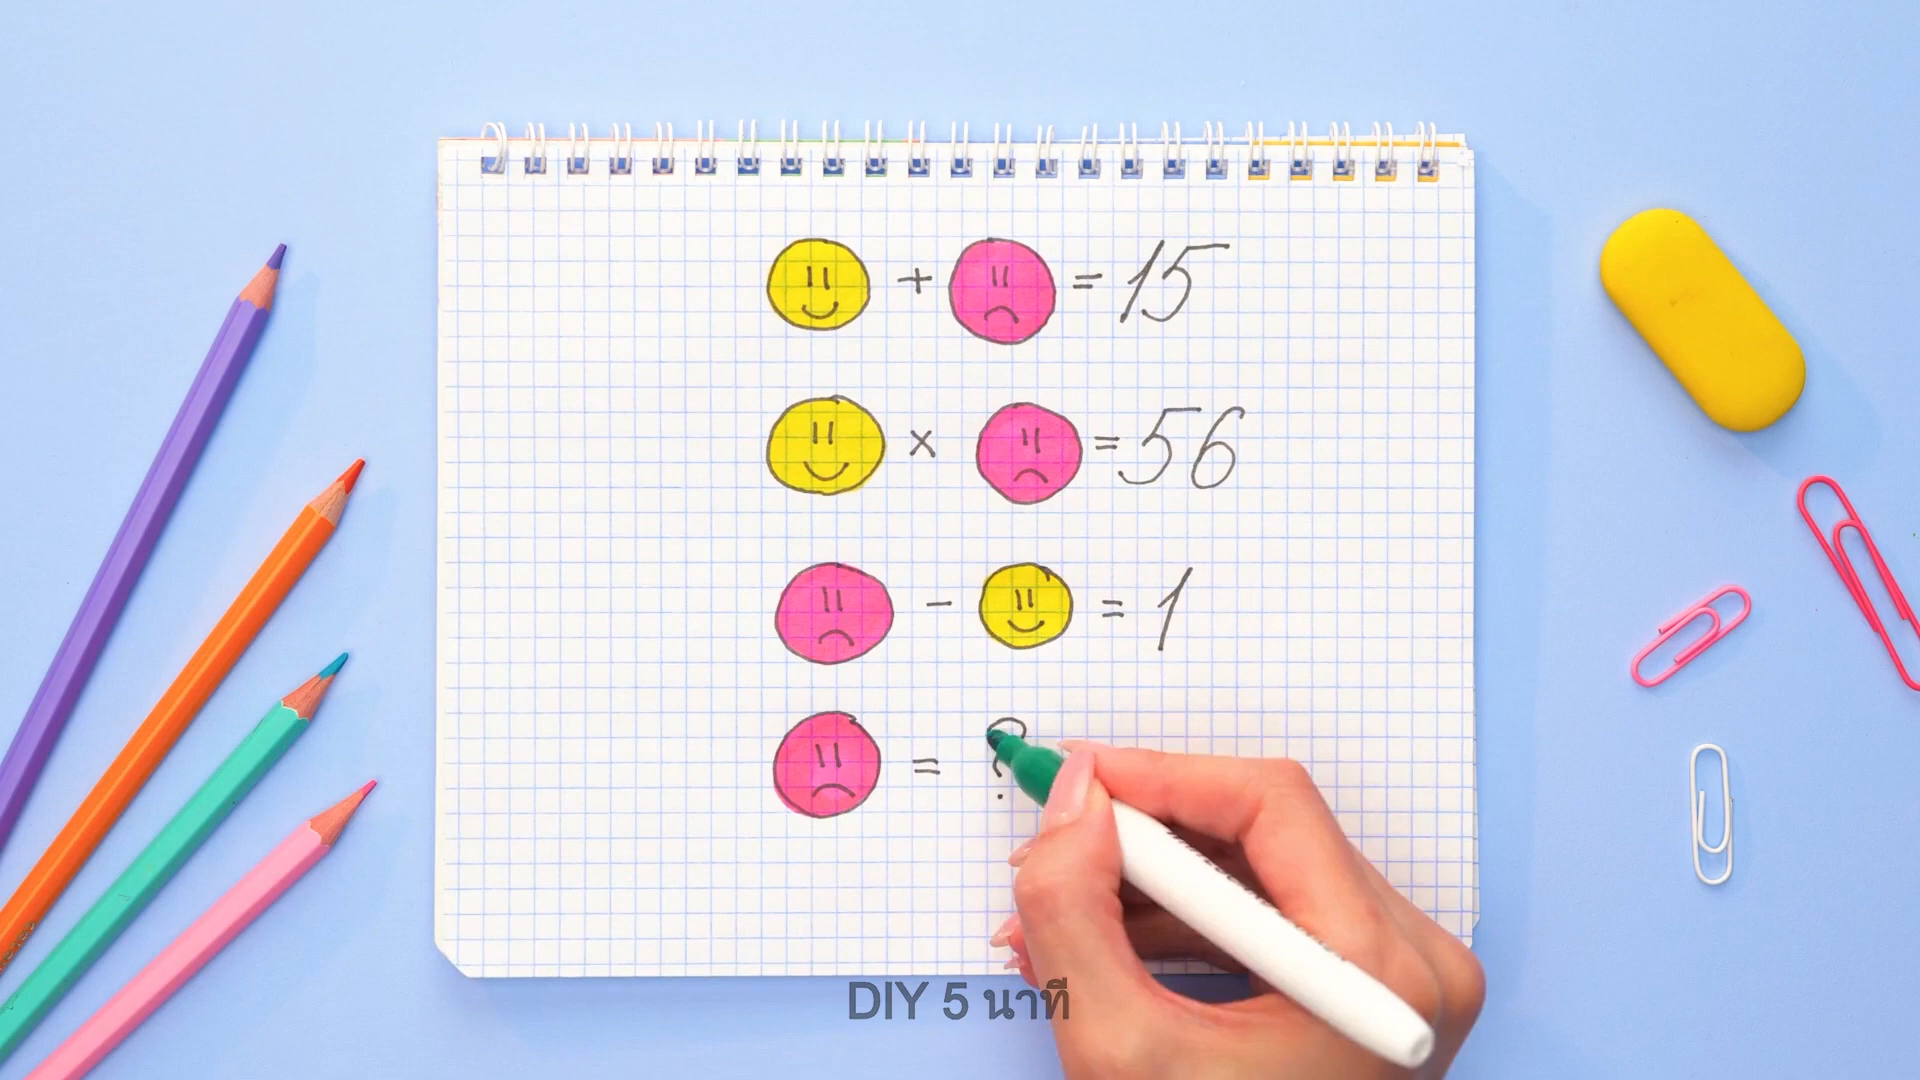 + = 15
× = 56
- = 1
= ?
DIY 5 นาที